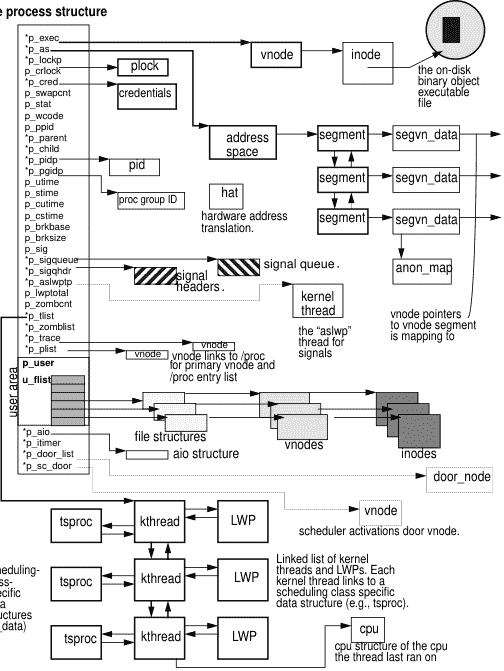 e process structure
*p_exec
*p_as
*p_lockp
p_crlock
*p_cred
p_swapcnt
p_stat
p_wcode
p_ppid
*p_parent
*p_child
*p_pidp
*p_pgidp
p_utime
p_stime
p_cutime
p_cstime
p_brkbase
p_brksize
p_sig
*p_sigqueue
*p_sigqhdr
*p_aslwptp
p_lwptotal
p_zombcnt
*p_tlist
*p_zomblist
*p_trace
*p_plist
p_user
u_flist
user area
*p_aio
*p_itimer
*p_door_list
*p_sc_door
plock
credentials
pid
proc group ID
vnode
inode
the on-disk
binary object
executable
file
address
space
segment
segvn_data
segment
segvn_data
segment
segvn_data
hat
hardware address
translation.
anon_map
vnode pointers
to vnode segment
is mapping to
signal queue.
signal
headers.
kernel
thread
the “aslwp”
thread for
signals
vnode
vnode
vnode links to /proc
for primary vnode and
/proc entry list
file structures
vnodes
inodes
aio structure
door_node
vnode
scheduler activations door vnode.
tsproc
kthread
LWP
tsproc
kthread
LWP
tsproc
kthread
LWP
Linked list of kernel
threads and LWPs. Each
kernel thread links to a
scheduling class specific
data structure (e.g., tsproc).
heduling-
ass-
ecific
a
uctures
_data)
cpu
cpu structure of the cpu
the thread last ran on